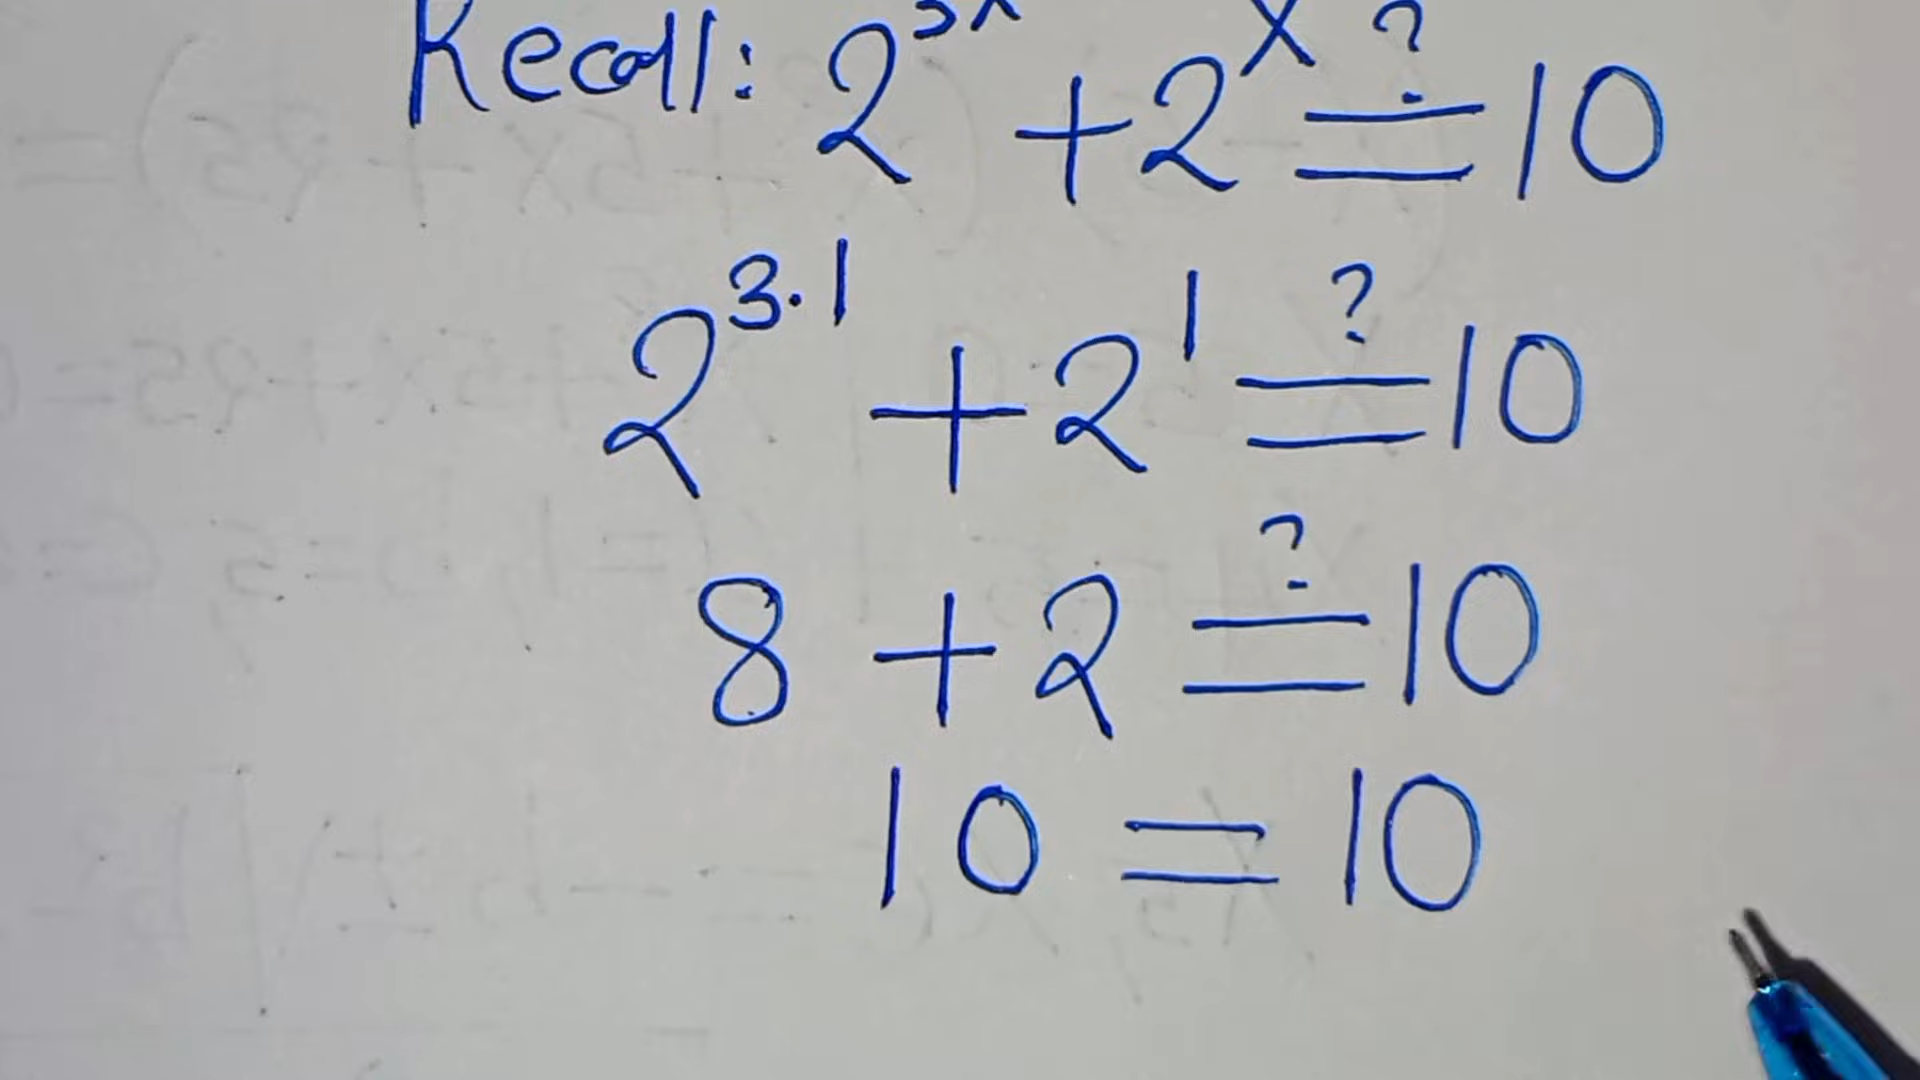 Recall: 2^{3x} + 2^x ?= 10
2^{3·1} + 2^1 ?= 10
8 + 2 ?= 10
10 = 10